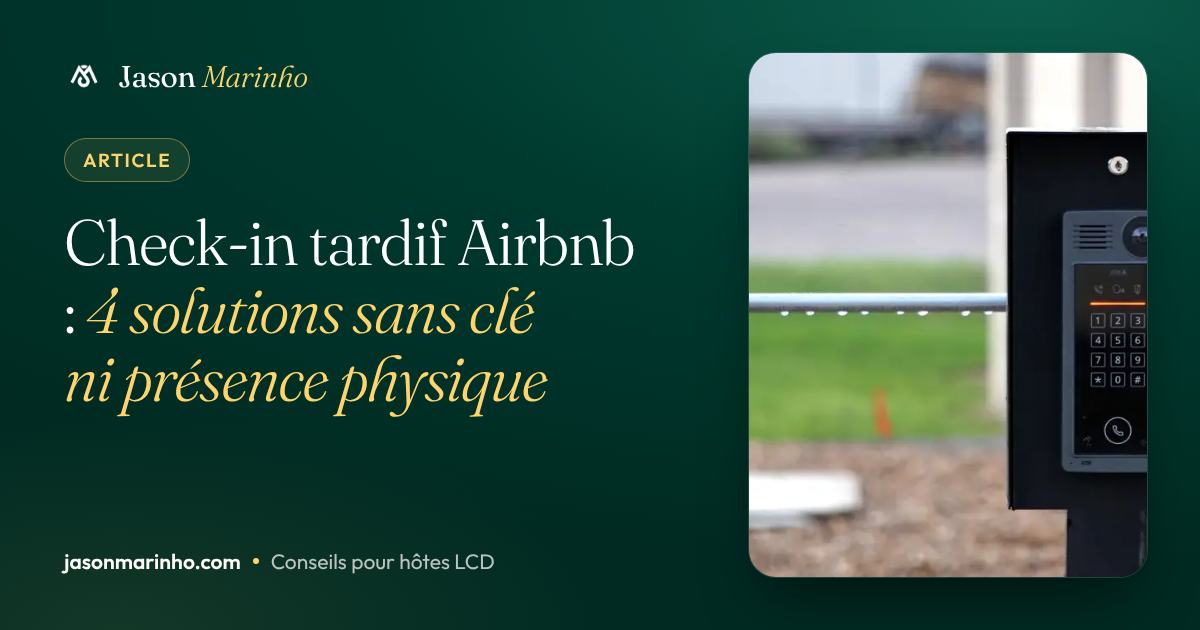 Jason Marinho
ARTICLE
Check-in tardif Airbnb
: 4 solutions sans clé
ni présence physique
jasonmarinho.com • Conseils pour hôtes LCD
1 2 3
4 5 6
7 8 9
* 0 #